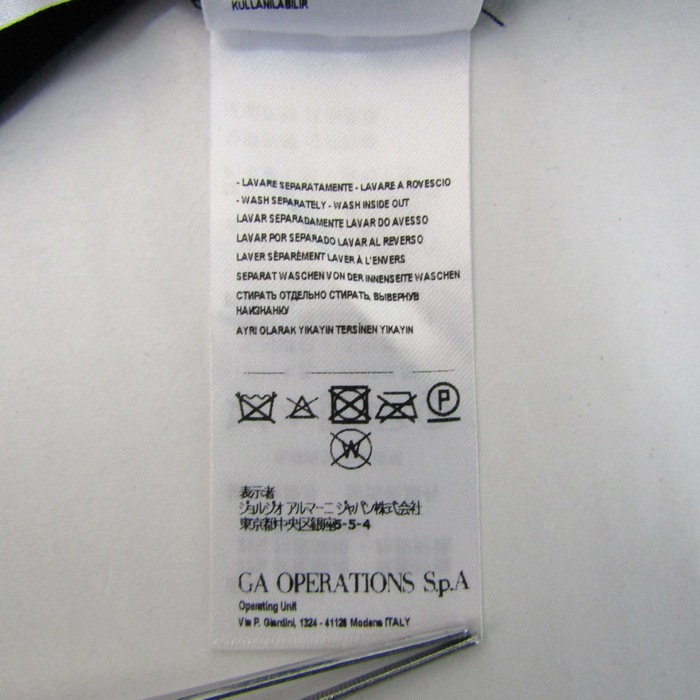 KULLANILABİLİR
- LAVARE SEPARATAMENTE - LAVARE A ROVESCIO
- WASH SEPARATELY - WASH INSIDE OUT
LAVAR SEPARADAMENTE LAVAR DO AVESSO
LAVAR POR SEPARADO LAVAR AL REVERSO
LAVER SÉPARÉMENT LAVER À L'ENVERS
SEPARAT WASCHEN VON DER INNENSEITE WASCHEN
СТИРАТЬ ОТДЕЛЬНО СТИРАТЬ, ВЫВЕРНУВ
НАИЗНАНКУ
AYRI OLARAK YIKAYIN TERSİNEN YIKAYIN
P
W
表示者
ジョルジオ アルマーニ ジャパン株式会社
東京都中央区銀座5-5-4
GA OPERATIONS S.p.A
Operating Unit
Via P. Giardini, 1324 - 41126 Modena ITALY